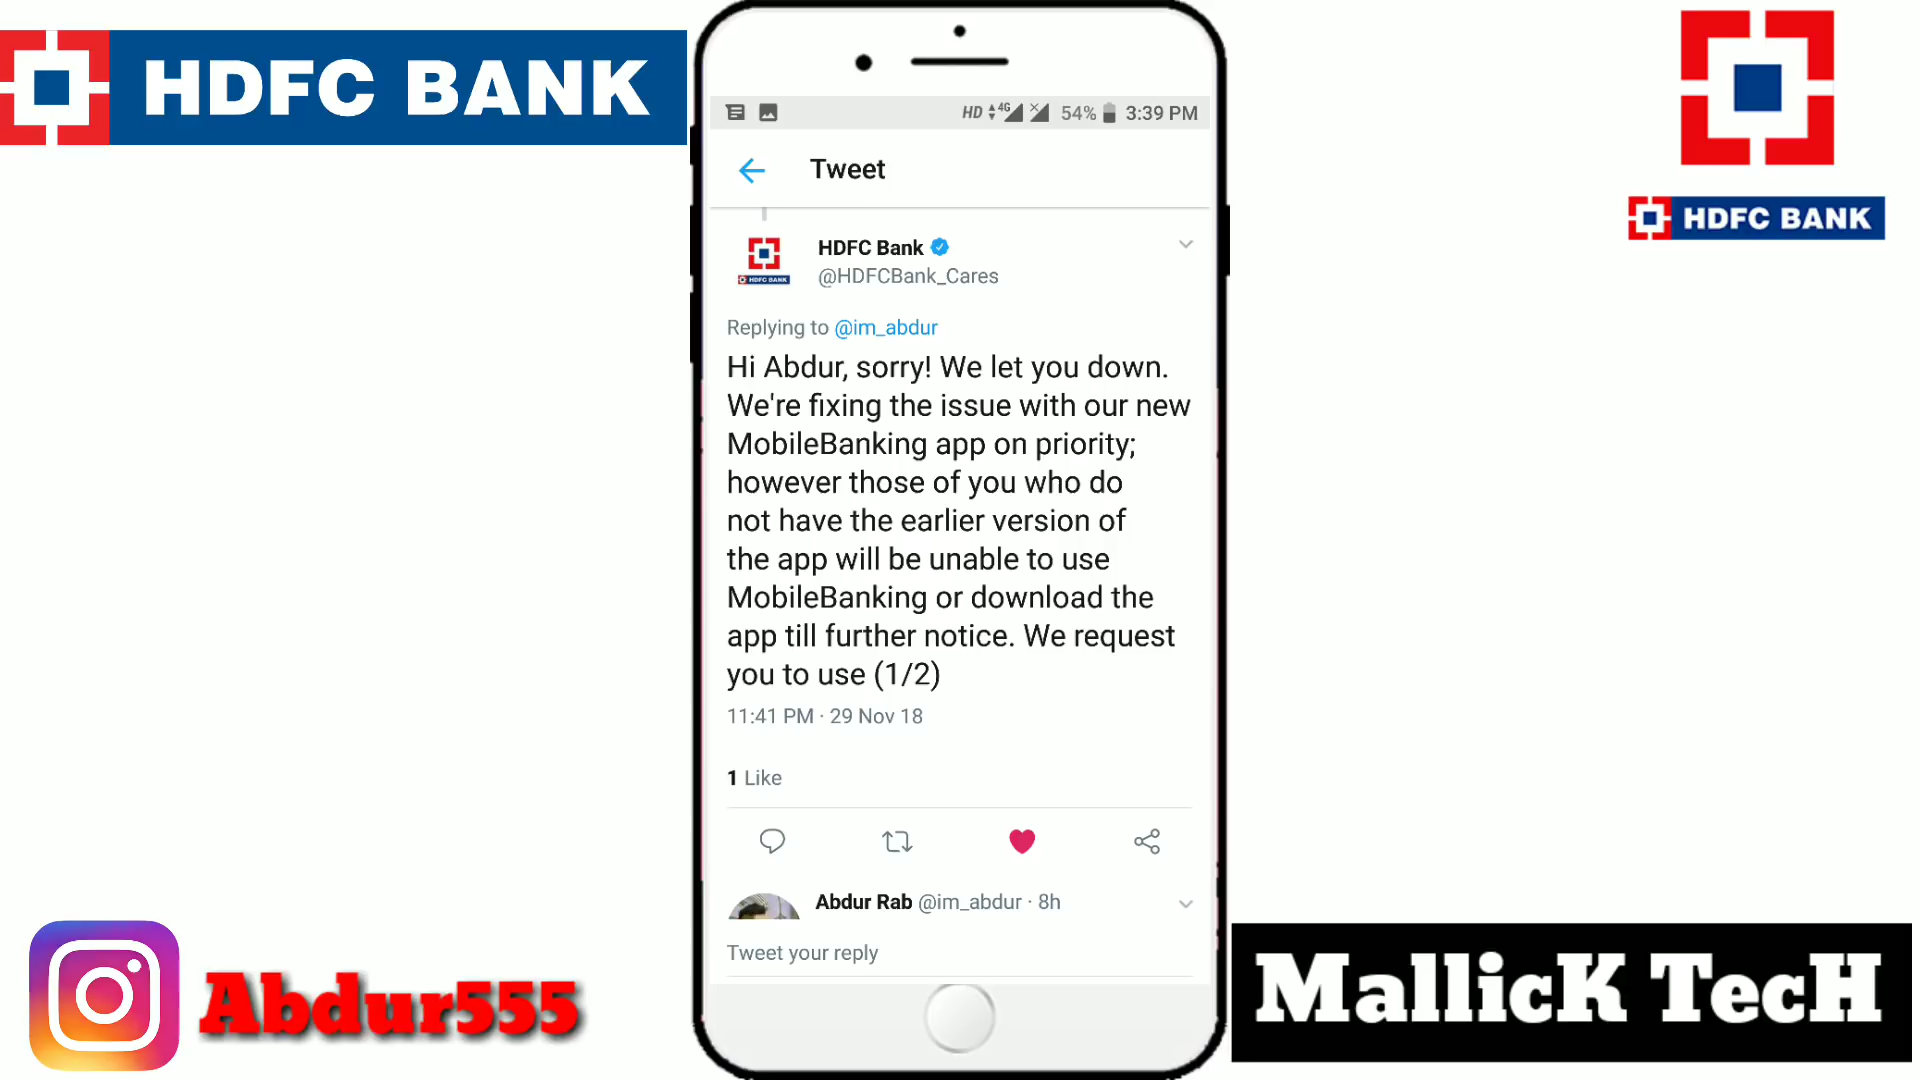 HDFC BANK
HDFC BANK
HD 4G 54% 3:39 PM
Tweet
HDFC Bank
HDFC BANK
@HDFCBank_Cares
Replying to @im_abdur
Hi Abdur, sorry! We let you down.
We're fixing the issue with our new
MobileBanking app on priority;
however those of you who do
not have the earlier version of
the app will be unable to use
MobileBanking or download the
app till further notice. We request
you to use (1/2)
11:41 PM · 29 Nov 18
1 Like
Abdur Rab @im_abdur · 8h
Tweet your reply
Abdur555
MallicK TecH